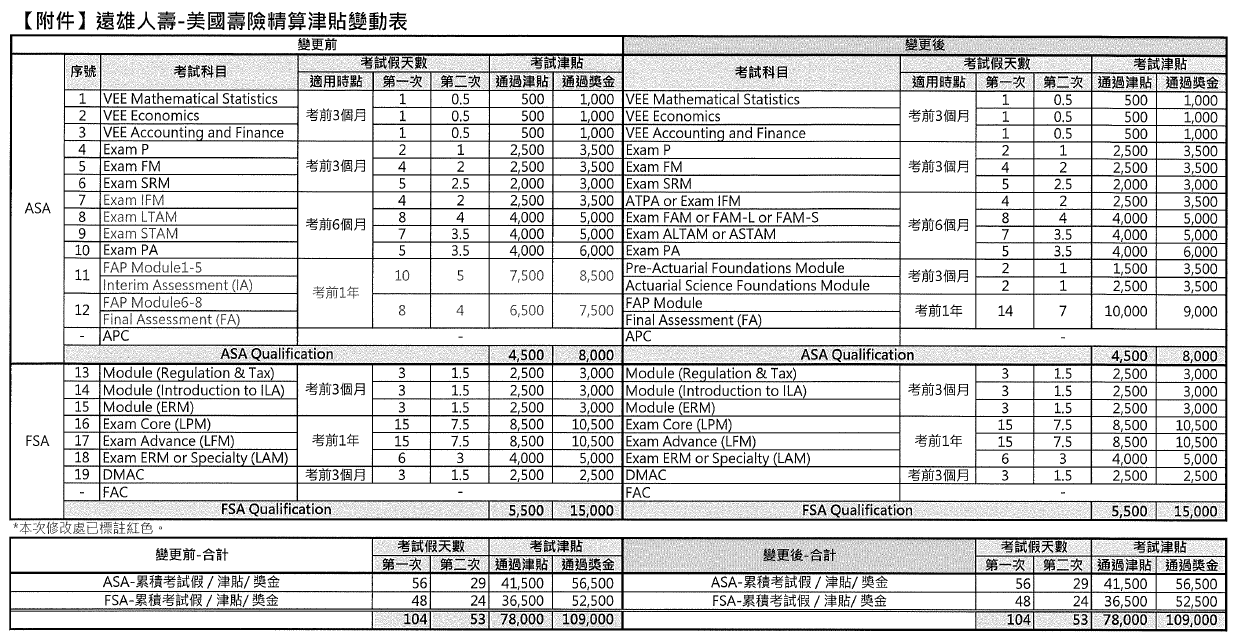 【附件】遠雄人壽-美國壽險精算津貼變動表
變更前 變更後
序號 考試科目 考試假天數 考試津貼 考試科目 考試假天數 考試津貼
適用時點 第一次 第二次 通過津貼 通過獎金 適用時點 第一次 第二次 通過津貼 通過獎金
ASA
1 VEE Mathematical Statistics 考前3個月 1 0.5 500 1,000 VEE Mathematical Statistics 考前3個月 1 0.5 500 1,000
2 VEE Economics 1 0.5 500 1,000 VEE Economics 1 0.5 500 1,000
3 VEE Accounting and Finance 1 0.5 500 1,000 VEE Accounting and Finance 1 0.5 500 1,000
4 Exam P 考前3個月 2 1 2,500 3,500 Exam P 考前3個月 2 1 2,500 3,500
5 Exam FM 4 2 2,500 3,500 Exam FM 4 2 2,500 3,500
6 Exam SRM 5 2.5 2,000 3,000 Exam SRM 5 2.5 2,000 3,000
7 Exam IFM 考前6個月 4 2 2,500 3,500 ATPA or Exam IFM 考前6個月 4 2 2,500 3,500
8 Exam LTAM 8 4 4,000 5,000 Exam FAM or FAM-L or FAM-S 8 4 4,000 5,000
9 Exam STAM 7 3.5 4,000 5,000 Exam ALTAM or ASTAM 7 3.5 4,000 5,000
10 Exam PA 5 3.5 4,000 6,000 Exam PA 5 3.5 4,000 6,000
11 FAP Module1-5 考前1年 10 5 7,500 8,500 Pre-Actuarial Foundations Module 考前3個月 2 1 1,500 3,500
Interim Assessment (IA) Actuarial Science Foundations Module 2 1 2,500 3,500
12 FAP Module6-8 8 4 6,500 7,500 FAP Module 考前1年 14 7 10,000 9,000
Final Assessment (FA) Final Assessment (FA)
- APC - APC -
ASA Qualification 4,500 8,000 ASA Qualification 4,500 8,000
FSA
13 Module (Regulation & Tax) 考前3個月 3 1.5 2,500 3,000 Module (Regulation & Tax) 考前3個月 3 1.5 2,500 3,000
14 Module (Introduction to ILA) 3 1.5 2,500 3,000 Module (Introduction to ILA) 3 1.5 2,500 3,000
15 Module (ERM) 3 1.5 2,500 3,000 Module (ERM) 3 1.5 2,500 3,000
16 Exam Core (LPM) 考前1年 15 7.5 8,500 10,500 Exam Core (LPM) 考前1年 15 7.5 8,500 10,500
17 Exam Advance (LFM) 15 7.5 8,500 10,500 Exam Advance (LFM) 15 7.5 8,500 10,500
18 Exam ERM or Specialty (LAM) 6 3 4,000 5,000 Exam ERM or Specialty (LAM) 6 3 4,000 5,000
19 DMAC 考前3個月 3 1.5 2,500 2,500 DMAC 考前3個月 3 1.5 2,500 2,500
- FAC - FAC -
FSA Qualification 5,500 15,000 FSA Qualification 5,500 15,000
*本次修改處已標註紅色。
變更前-合計 考試假天數 考試津貼 變更後-合計 考試假天數 考試津貼
第一次 第二次 通過津貼 通過獎金 第一次 第二次 通過津貼 通過獎金
ASA-累積考試假 / 津貼/ 獎金 56 29 41,500 56,500 ASA-累積考試假 / 津貼/ 獎金 56 29 41,500 56,500
FSA-累積考試假 / 津貼/ 獎金 48 24 36,500 52,500 FSA-累積考試假 / 津貼/ 獎金 48 24 36,500 52,500
104 53 78,000 109,000 104 53 78,000 109,000